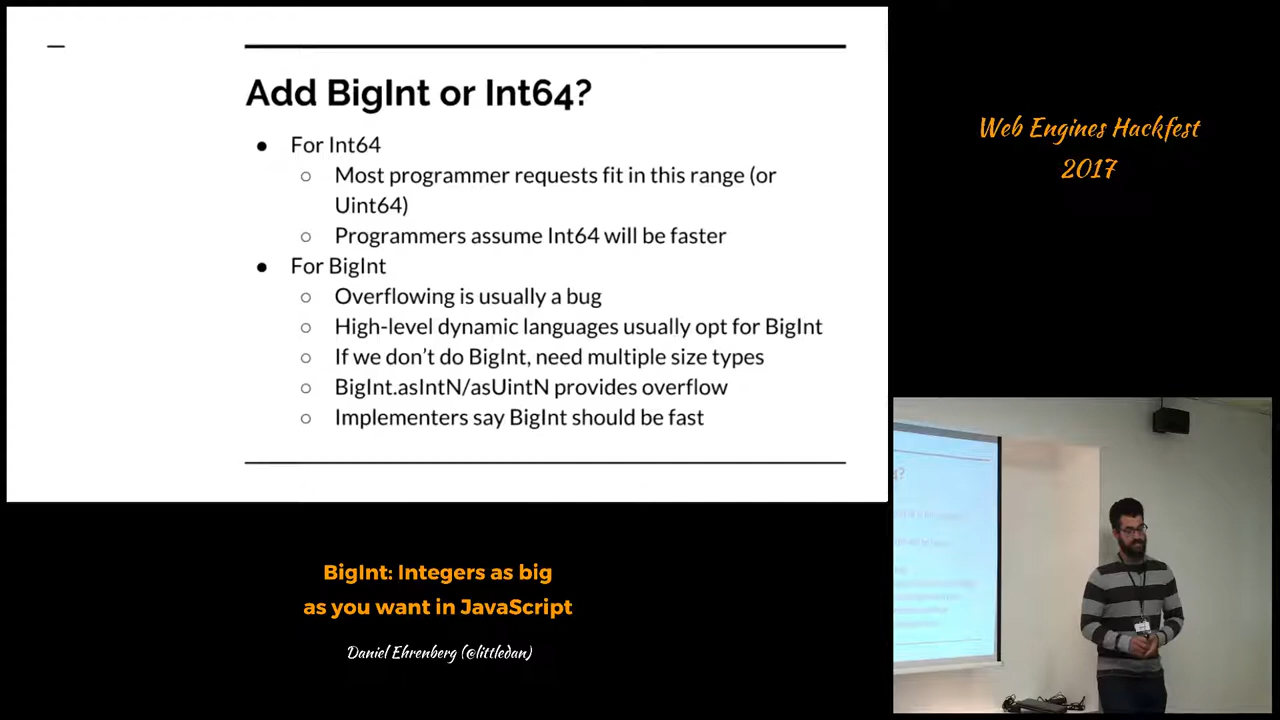 Add BigInt or Int64?
● For Int64
○ Most programmer requests fit in this range (or
Uint64)
○ Programmers assume Int64 will be faster
● For BigInt
○ Overflowing is usually a bug
○ High-level dynamic languages usually opt for BigInt
○ If we don't do BigInt, need multiple size types
○ BigInt.asIntN/asUintN provides overflow
○ Implementers say BigInt should be fast
Web Engines Hackfest
2017
BigInt: Integers as big
as you want in JavaScript
Daniel Ehrenberg (@littledan)